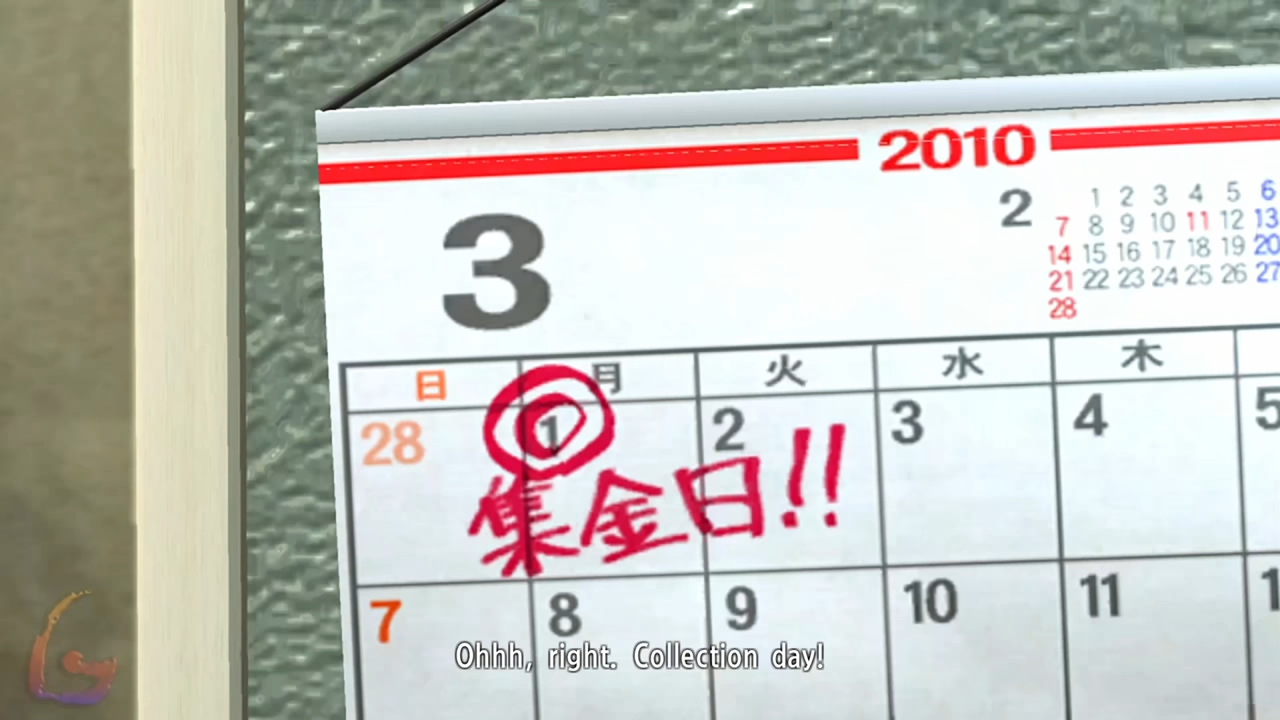 2010
3
2
1 2 3 4 5 6
7 8 9 10 11 12 13
14 15 16 17 18 19 20
21 22 23 24 25 26 27
28
日 月 火 水 木
28 1 2 3 4 5
集金日!!
7 8 9 10 11
Ohhh, right. Collection day!